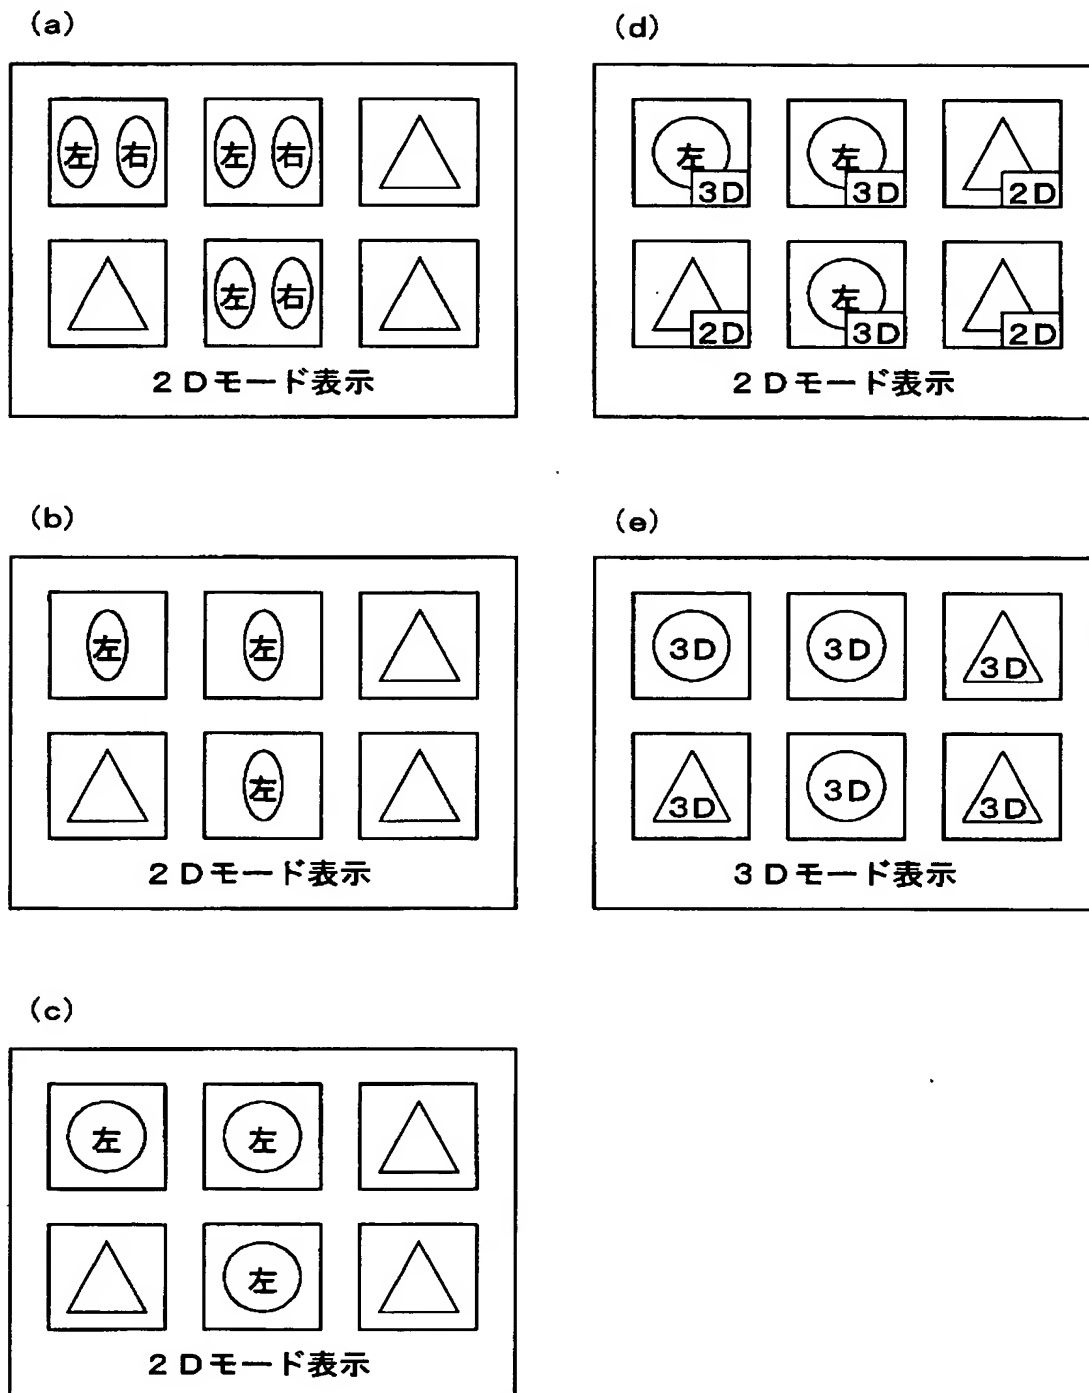 (a)
左 右 左 右
左 右
2Dモード表示
(b)
左 左
左
2Dモード表示
(c)
左 左
左
2Dモード表示
(d)
左 3D 左 3D 2D
2D 左 3D 2D
2Dモード表示
(e)
3D 3D 3D
3D 3D 3D
3Dモード表示